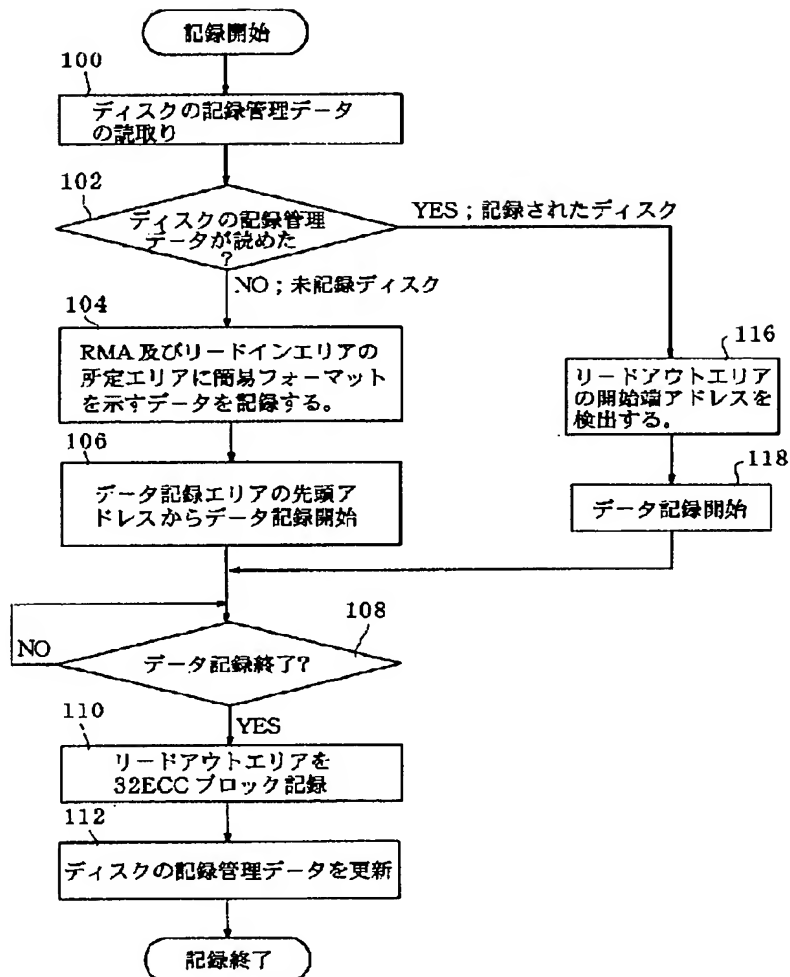 記録開始
100
ディスクの記録管理データ
の読取り
102
ディスクの記録管理
データが読めた
?
YES;記録されたディスク
NO;未記録ディスク
104
RMA 及びリードインエリアの
所定エリアに簡易フォーマット
を示すデータを記録する。
116
リードアウトエリア
の開始端アドレスを
検出する。
106
データ記録エリアの先頭ア
ドレスからデータ記録開始
118
データ記録開始
108
NO
データ記録終了?
YES
110
リードアウトエリアを
32ECC ブロック記録
112
ディスクの記録管理データを更新
記録終了